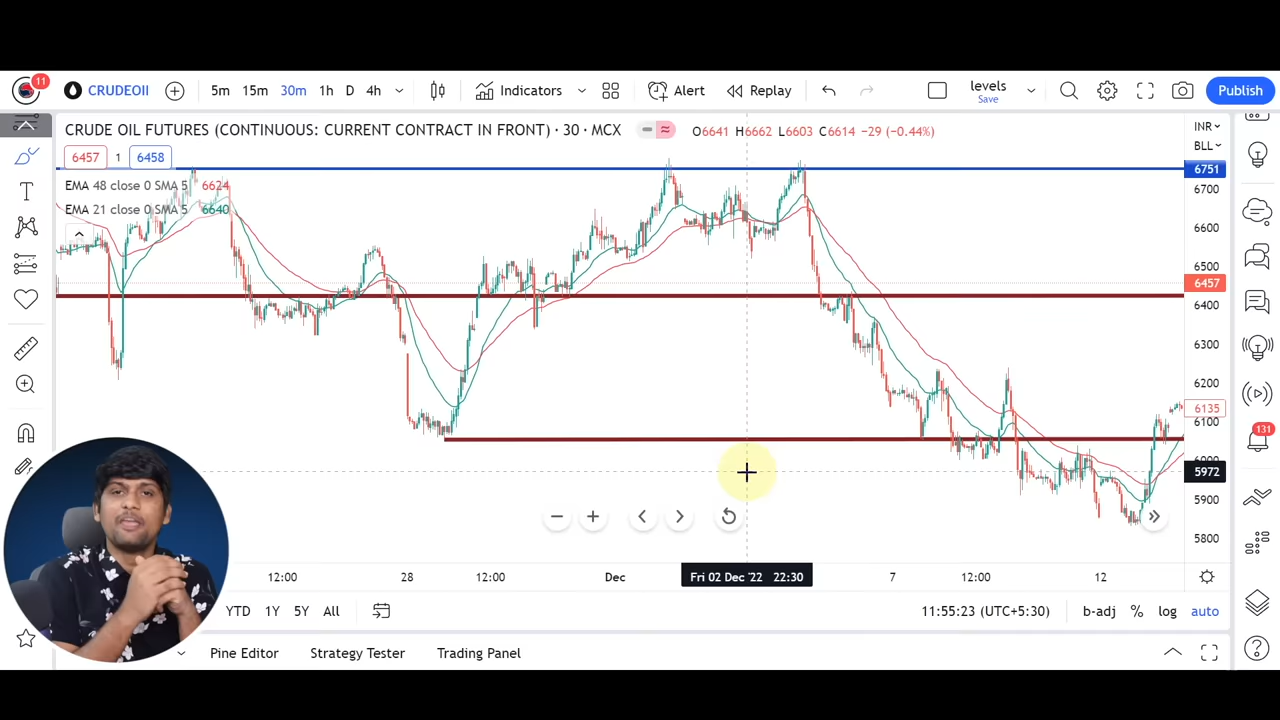 11
CRUDEOII
5m 15m 30m 1h D 4h
Indicators
Alert
Replay
levels
Save
Publish
CRUDE OIL FUTURES (CONTINUOUS: CURRENT CONTRACT IN FRONT) · 30 · MCX
O6641 H6662 L6603 C6614 −29 (−0.44%)
INR
BLL
6457 1 6458
EMA 48 close 0 SMA 5 6624
EMA 21 close 0 SMA 5 6640
6751
6700
6600
6500
6457
6400
6300
6200
6135
6100
6000
5972
5900
5800
131
12:00 28 12:00 Dec Fri 02 Dec '22 22:30 7 12:00 12
YTD 1Y 5Y All
11:55:23 (UTC+5:30) b-adj % log auto
Pine Editor Strategy Tester Trading Panel